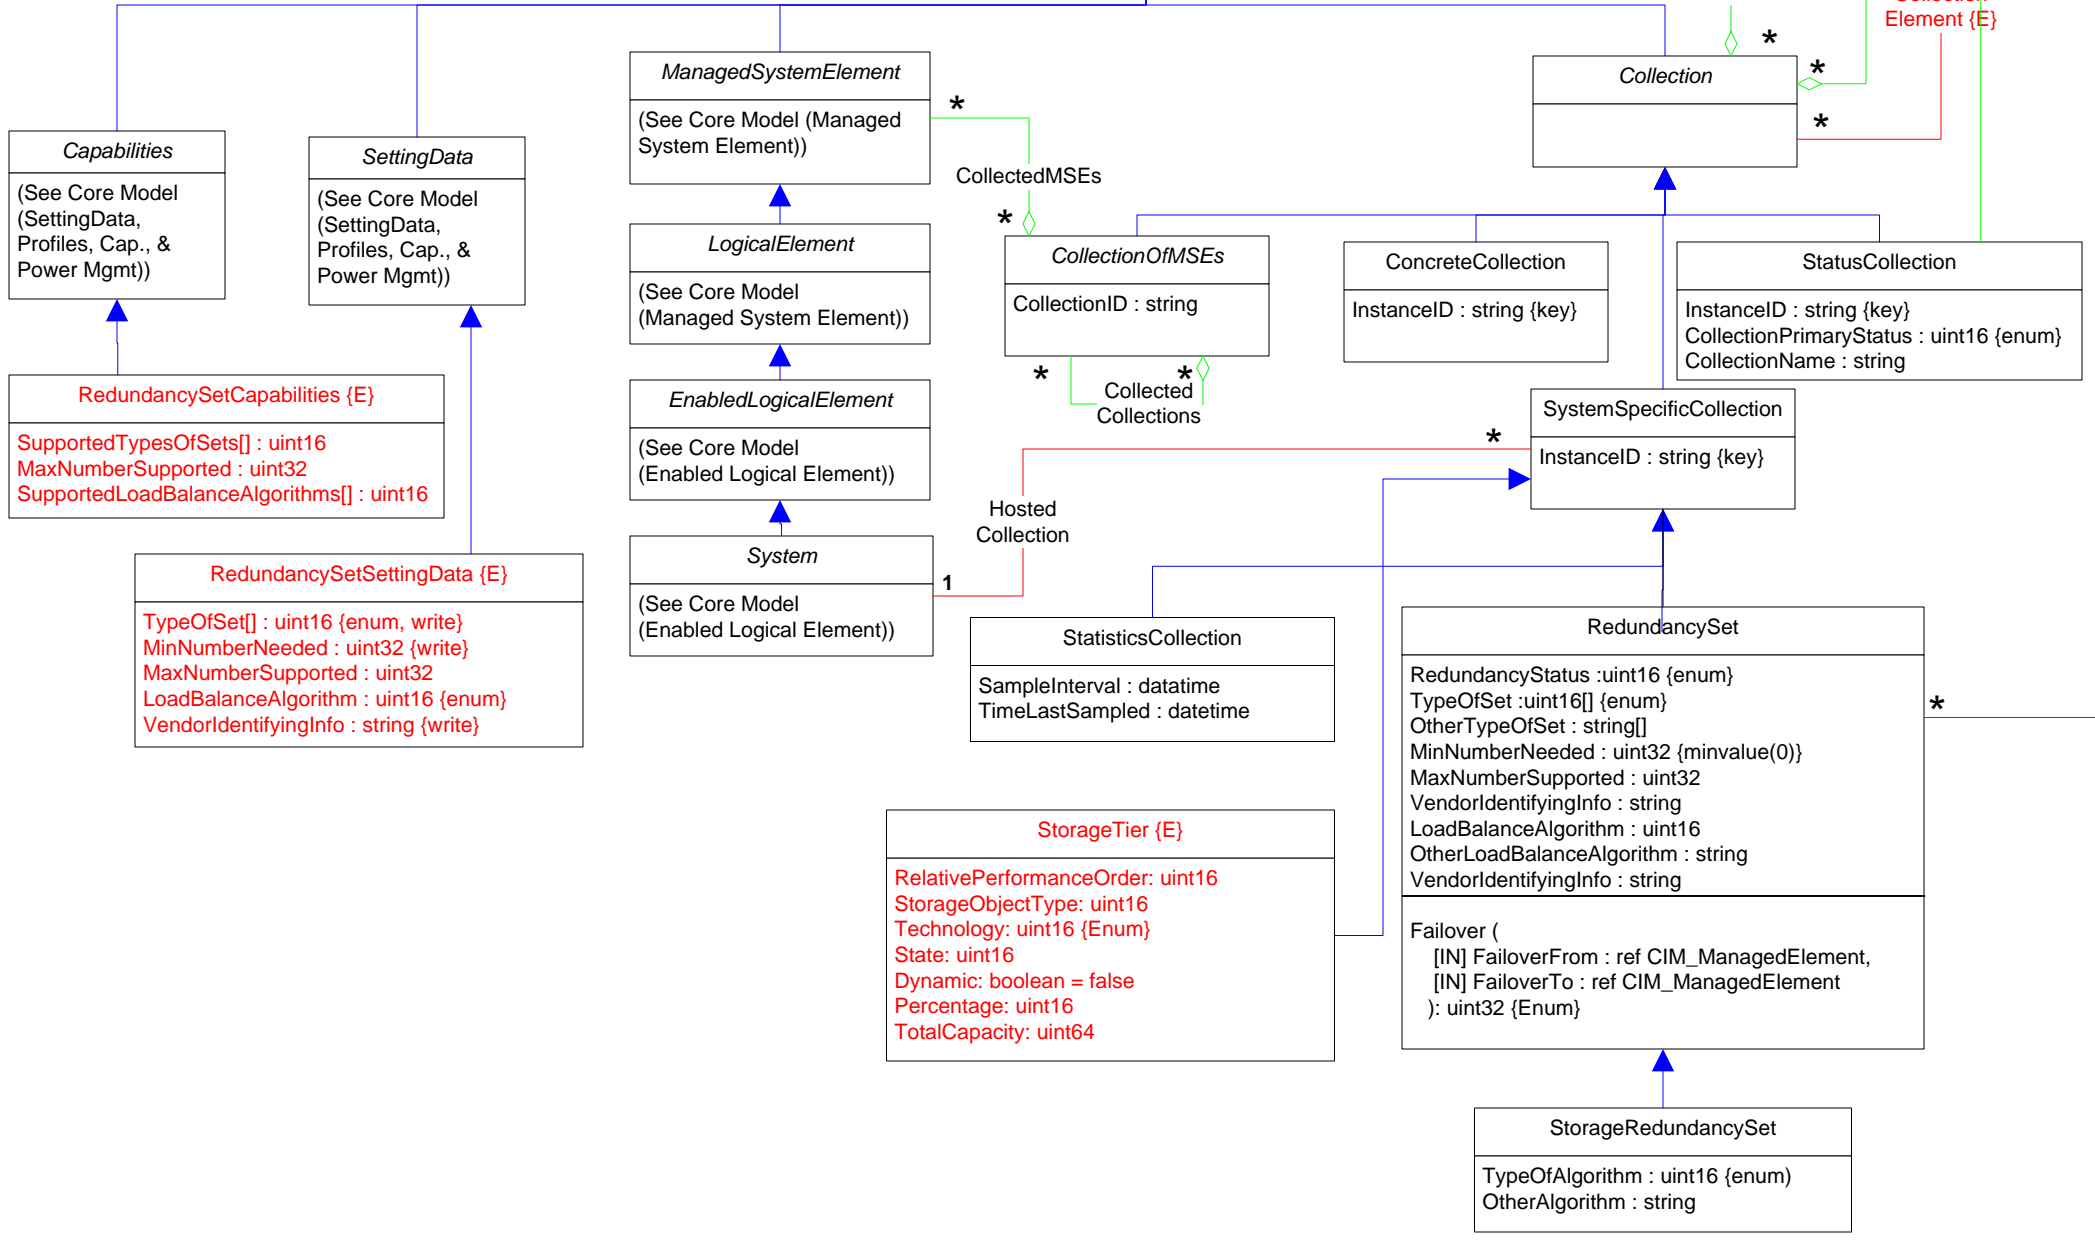 Element {E}
*
*
*
Collection
ManagedSystemElement
(See Core Model (Managed
System Element))
*
CollectedMSEs
*
Capabilities
(See Core Model
(SettingData,
Profiles, Cap., &
Power Mgmt))
SettingData
(See Core Model
(SettingData,
Profiles, Cap., &
Power Mgmt))
LogicalElement
(See Core Model
(Managed System Element))
CollectionOfMSEs
CollectionID : string
*
*
Collected
Collections
ConcreteCollection
InstanceID : string {key}
StatusCollection
InstanceID : string {key}
CollectionPrimaryStatus : uint16 {enum}
CollectionName : string
RedundancySetCapabilities {E}
SupportedTypesOfSets[] : uint16
MaxNumberSupported : uint32
SupportedLoadBalanceAlgorithms[] : uint16
EnabledLogicalElement
(See Core Model
(Enabled Logical Element))
SystemSpecificCollection
InstanceID : string {key}
*
Hosted
Collection
1
System
(See Core Model
(Enabled Logical Element))
RedundancySetSettingData {E}
TypeOfSet[] : uint16 {enum, write}
MinNumberNeeded : uint32 {write}
MaxNumberSupported : uint32
LoadBalanceAlgorithm : uint16 {enum}
VendorIdentifyingInfo : string {write}
StatisticsCollection
SampleInterval : datatime
TimeLastSampled : datetime
RedundancySet
RedundancyStatus :uint16 {enum}
TypeOfSet :uint16[] {enum}
OtherTypeOfSet : string[]
MinNumberNeeded : uint32 {minvalue(0)}
MaxNumberSupported : uint32
VendorIdentifyingInfo : string
LoadBalanceAlgorithm : uint16
OtherLoadBalanceAlgorithm : string
VendorIdentifyingInfo : string
Failover (
[IN] FailoverFrom : ref CIM_ManagedElement,
[IN] FailoverTo : ref CIM_ManagedElement
): uint32 {Enum}
*
StorageTier {E}
RelativePerformanceOrder: uint16
StorageObjectType: uint16
Technology: uint16 {Enum}
State: uint16
Dynamic: boolean = false
Percentage: uint16
TotalCapacity: uint64
StorageRedundancySet
TypeOfAlgorithm : uint16 {enum)
OtherAlgorithm : string